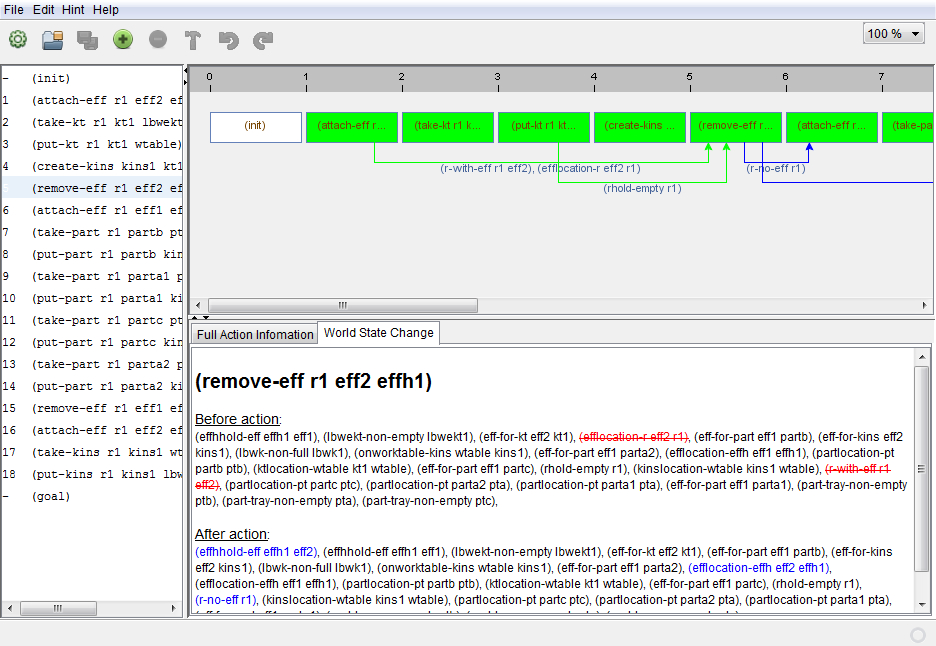 File Edit Hint Help
100 %
0 1 2 3 4 5 6 7
(init) (attach-eff r... (take-kt r1 k... (put-kt r1 kt... (create-kins ... (remove-eff r... (attach-eff r... (take-pa
(r-with-eff r1 eff2), (efflocation-r eff2 r1) (r-no-eff r1)
(rhold-empty r1)
– (init)
1 (attach-eff r1 eff2 ef
2 (take-kt r1 kt1 lbwekt
3 (put-kt r1 kt1 wtable)
4 (create-kins kins1 kt1
5 (remove-eff r1 eff2 ef
6 (attach-eff r1 eff1 ef
7 (take-part r1 partb pt
8 (put-part r1 partb kin
9 (take-part r1 parta1 p
10 (put-part r1 parta1 ki
11 (take-part r1 partc pt
12 (put-part r1 partc kin
13 (take-part r1 parta2 p
14 (put-part r1 parta2 ki
15 (remove-eff r1 eff1 ef
16 (attach-eff r1 eff2 ef
17 (take-kins r1 kins1 wt
18 (put-kins r1 kins1 lbw
– (goal)
Full Action Infomation World State Change
(remove-eff r1 eff2 effh1)
Before action:
(effhhold-eff effh1 eff1), (lbwekt-non-empty lbwekt1), (eff-for-kt eff2 kt1), (efflocation-r eff2 r1), (eff-for-part eff1 partb), (eff-for-kins eff2
kins1), (lbwk-non-full lbwk1), (onworktable-kins wtable kins1), (eff-for-part eff1 parta2), (efflocation-effh eff1 effh1), (partlocation-pt
partb ptb), (ktlocation-wtable kt1 wtable), (eff-for-part eff1 partc), (rhold-empty r1), (kinslocation-wtable kins1 wtable), (r-with-eff r1
eff2), (partlocation-pt partc ptc), (partlocation-pt parta2 pta), (partlocation-pt parta1 pta), (eff-for-part eff1 parta1), (part-tray-non-empty
ptb), (part-tray-non-empty pta), (part-tray-non-empty ptc),
After action:
(effhhold-eff effh1 eff2), (effhhold-eff effh1 eff1), (lbwekt-non-empty lbwekt1), (eff-for-kt eff2 kt1), (eff-for-part eff1 partb), (eff-for-kins
eff2 kins1), (lbwk-non-full lbwk1), (onworktable-kins wtable kins1), (eff-for-part eff1 parta2), (efflocation-effh eff2 effh1),
(efflocation-effh eff1 effh1), (partlocation-pt partb ptb), (ktlocation-wtable kt1 wtable), (eff-for-part eff1 partc), (rhold-empty r1),
(r-no-eff r1), (kinslocation-wtable kins1 wtable), (partlocation-pt partc ptc), (partlocation-pt parta2 pta), (partlocation-pt parta1 pta),